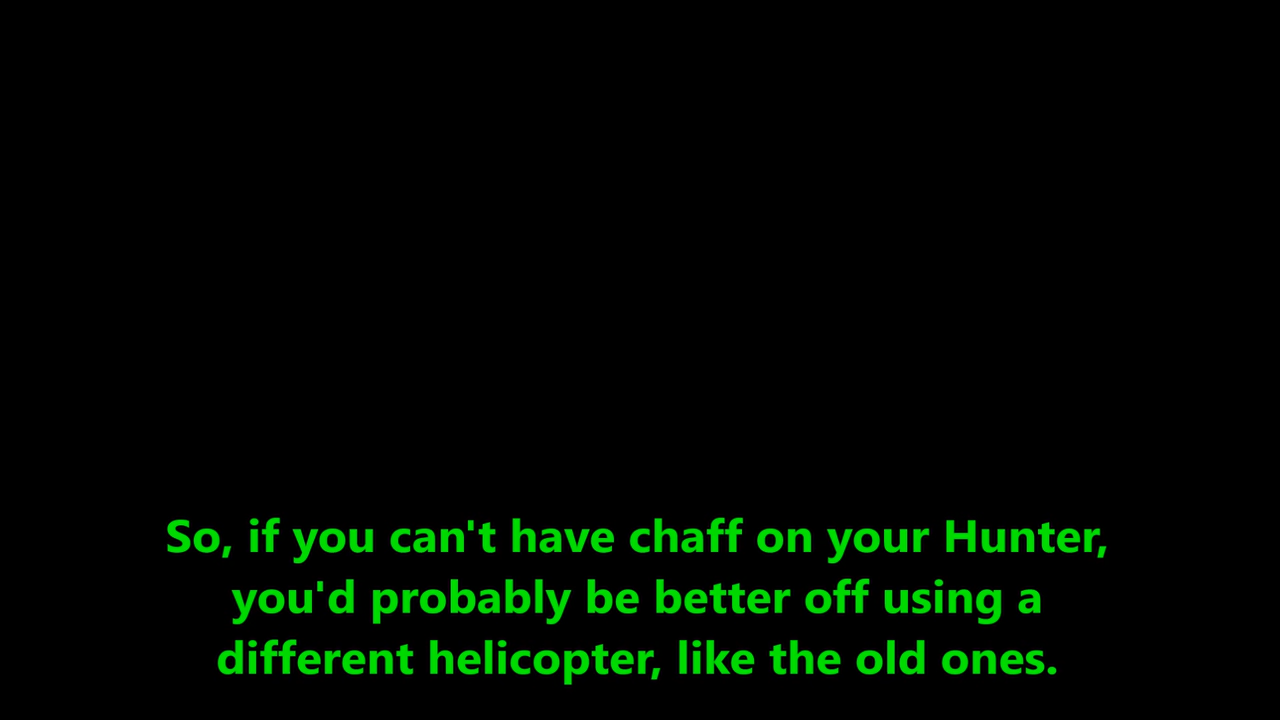 So, if you can't have chaff on your Hunter,
you'd probably be better off using a
different helicopter, like the old ones.